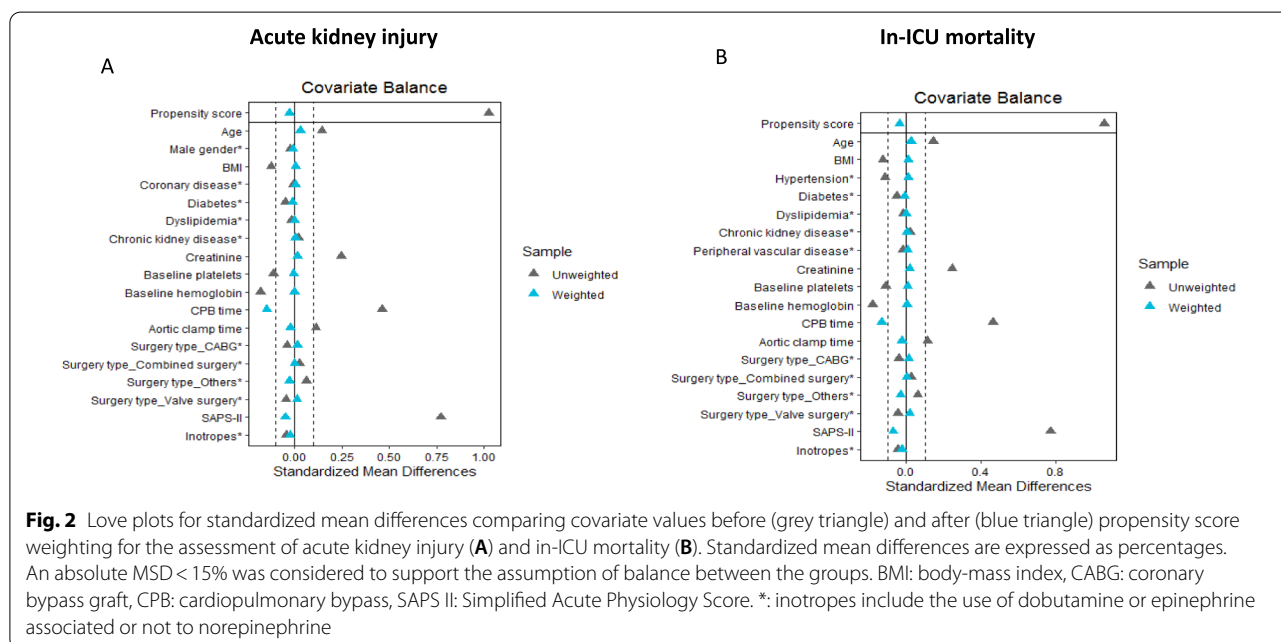 Acute kidney injury
A
Covariate Balance
Propensity score
Age
Male gender*
BMI
Coronary disease*
Diabetes*
Dyslipidemia*
Chronic kidney disease*
Creatinine
Baseline platelets
Baseline hemoglobin
CPB time
Aortic clamp time
Surgery type_CABG*
Surgery type_Combined surgery*
Surgery type_Others*
Surgery type_Valve surgery*
SAPS-II
Inotropes*
0.00 0.25 0.50 0.75 1.00
Standardized Mean Differences
Sample
Unweighted
Weighted
In-ICU mortality
B
Covariate Balance
Propensity score
Age
BMI
Hypertension*
Diabetes*
Dyslipidemia*
Chronic kidney disease*
Peripheral vascular disease*
Creatinine
Baseline platelets
Baseline hemoglobin
CPB time
Aortic clamp time
Surgery type_CABG*
Surgery type_Combined surgery*
Surgery type_Others*
Surgery type_Valve surgery*
SAPS-II
Inotropes*
0.0 0.4 0.8
Standardized Mean Differences
Sample
Unweighted
Weighted
Fig. 2 Love plots for standardized mean differences comparing covariate values before (grey triangle) and after (blue triangle) propensity score
weighting for the assessment of acute kidney injury (A) and in-ICU mortality (B). Standardized mean differences are expressed as percentages.
An absolute MSD < 15% was considered to support the assumption of balance between the groups. BMI: body-mass index, CABG: coronary
bypass graft, CPB: cardiopulmonary bypass, SAPS II: Simplified Acute Physiology Score. *: inotropes include the use of dobutamine or epinephrine
associated or not to norepinephrine